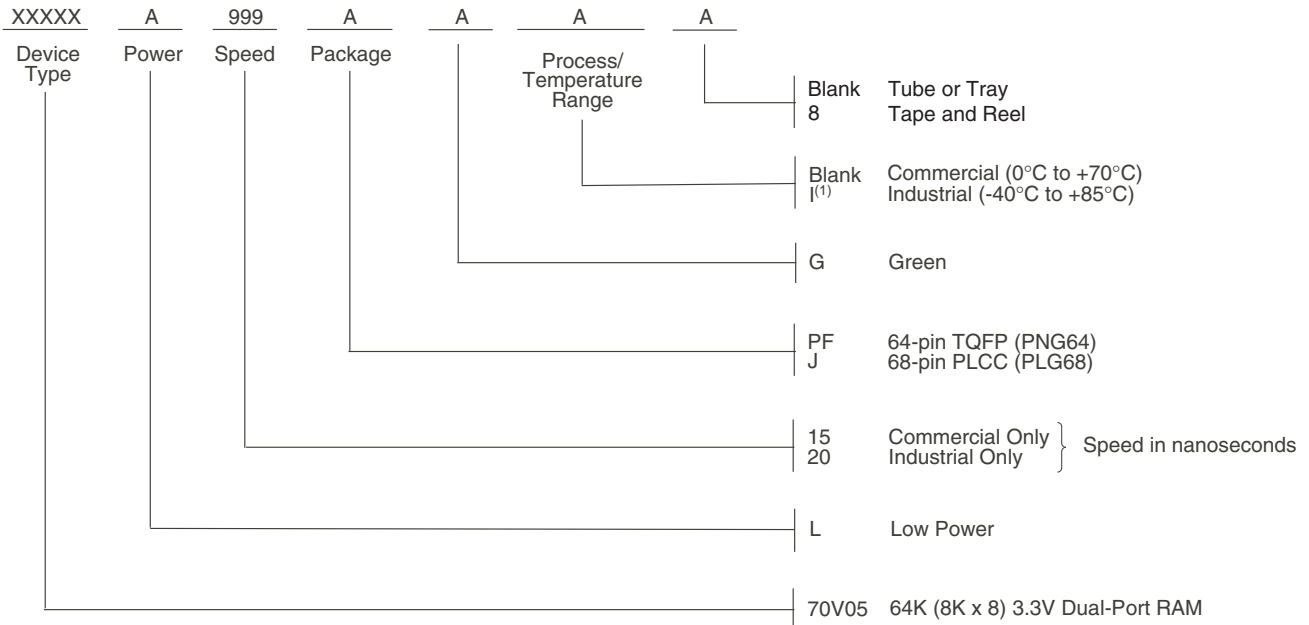 XXXXX A 999 A A A A
Device Type
Power
Speed
Package
Process/
Temperature
Range
Blank Tube or Tray
8 Tape and Reel
Blank Commercial (0°C to +70°C)
I(1) Industrial (-40°C to +85°C)
G Green
PF 64-pin TQFP (PNG64)
J 68-pin PLCC (PLG68)
15 Commercial Only
20 Industrial Only
Speed in nanoseconds
L Low Power
70V05 64K (8K x 8) 3.3V Dual-Port RAM